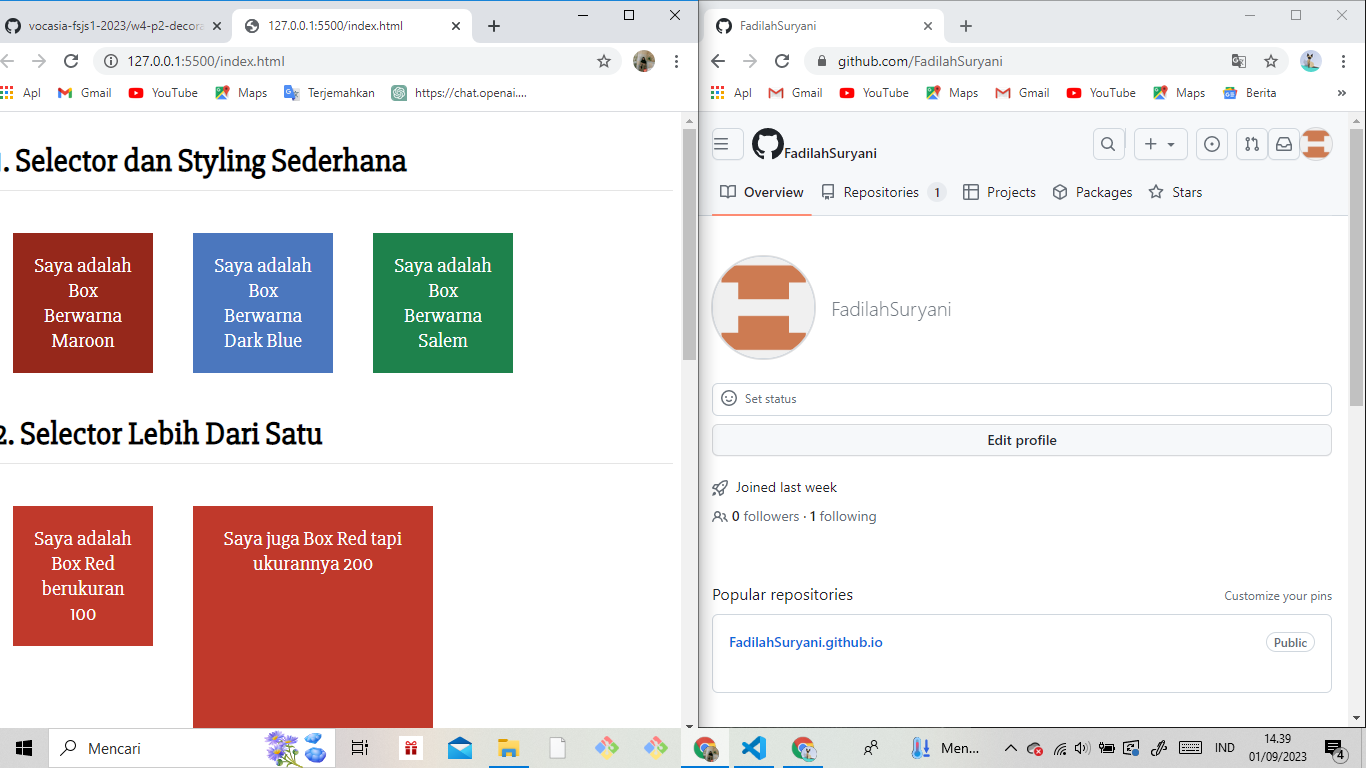 vocasia-fsjs1-2023/w4-p2-decora
127.0.0.1:5500/index.html
127.0.0.1:5500/index.html
Apl
Gmail
YouTube
Maps
Terjemahkan
https://chat.openai....
. Selector dan Styling Sederhana
Saya adalah
Box
Berwarna
Maroon
Saya adalah
Box
Berwarna
Dark Blue
Saya adalah
Box
Berwarna
Salem
2. Selector Lebih Dari Satu
Saya adalah
Box Red
berukuran
100
Saya juga Box Red tapi
ukurannya 200
FadilahSuryani
github.com/FadilahSuryani
Apl
Gmail
YouTube
Maps
Gmail
YouTube
Maps
Berita
»
FadilahSuryani
Overview
Repositories 1
Projects
Packages
Stars
FadilahSuryani
Set status
Edit profile
Joined last week
0 followers · 1 following
Popular repositories
Customize your pins
FadilahSuryani.github.io
Public
Mencari
Men...
IND
14.39
01/09/2023
4